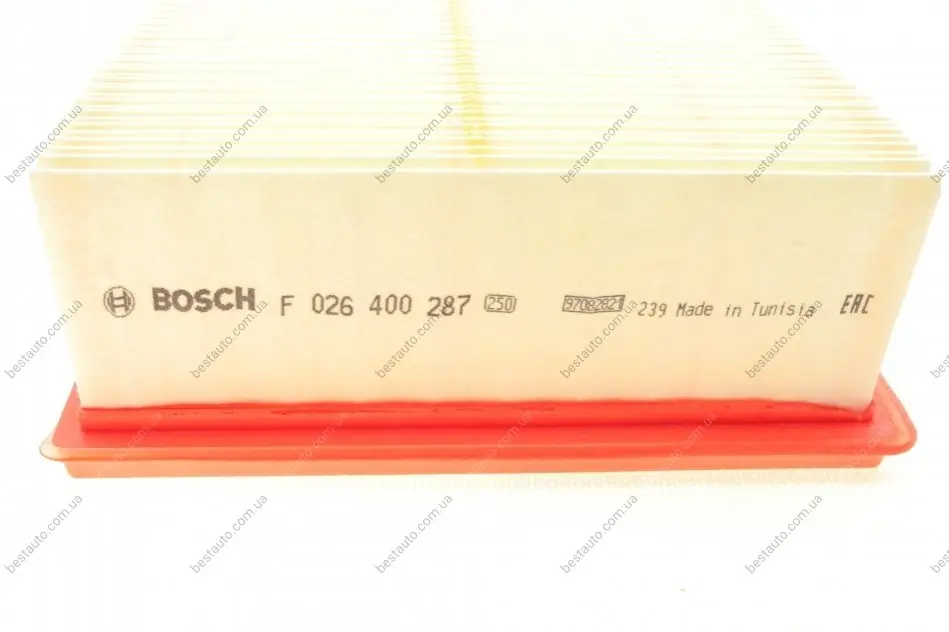 BOSCH F 026 400 287 250 97082821 239 Made in Tunisia EAC
bestauto.com.ua